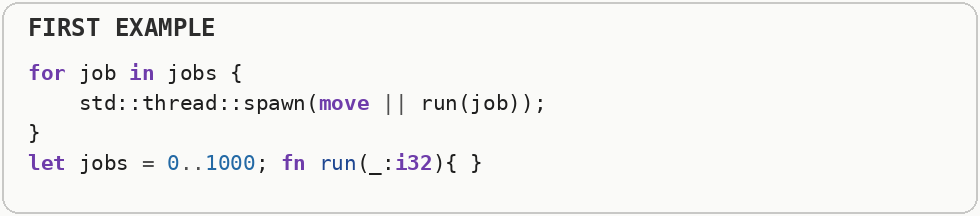 FIRST EXAMPLE
for job in jobs {
    std::thread::spawn(move || run(job));
}
let jobs = 0..1000; fn run(_:i32){ }